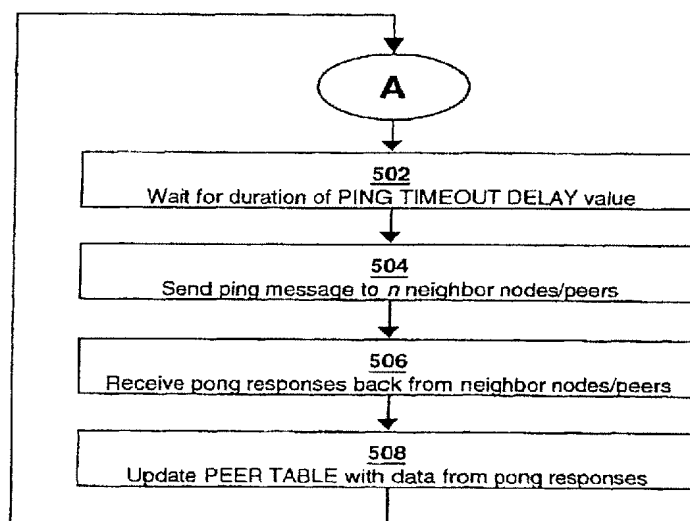 A
502
Wait for duration of PING TIMEOUT DELAY value
504
Send ping message to n neighbor nodes/peers
506
Receive pong responses back from neighbor nodes/peers
508
Update PEER TABLE with data from pong responses